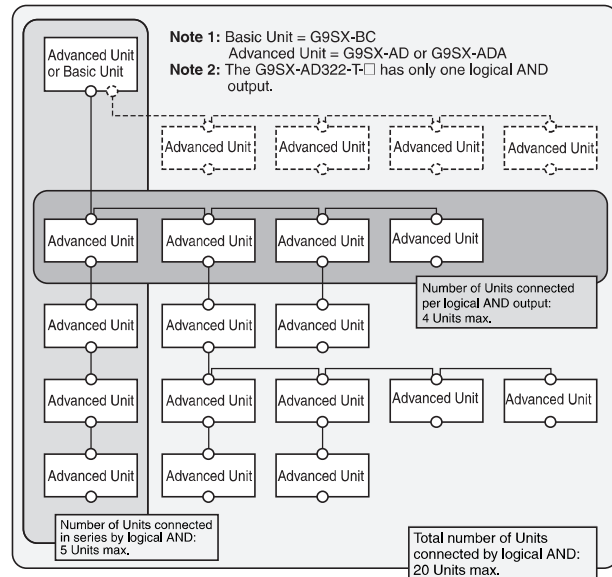 Advanced Unit
or Basic Unit
Note 1: Basic Unit = G9SX-BC
Advanced Unit = G9SX-AD or G9SX-ADA
Note 2: The G9SX-AD322-T-□ has only one logical AND
output.
Advanced Unit Advanced Unit Advanced Unit Advanced Unit
Advanced Unit Advanced Unit Advanced Unit Advanced Unit
Number of Units connected
per logical AND output:
4 Units max.
Advanced Unit Advanced Unit Advanced Unit
Advanced Unit Advanced Unit Advanced Unit Advanced Unit Advanced Unit
Advanced Unit Advanced Unit Advanced Unit
Number of Units connected
in series by logical AND:
5 Units max.
Total number of Units
connected by logical AND:
20 Units max.